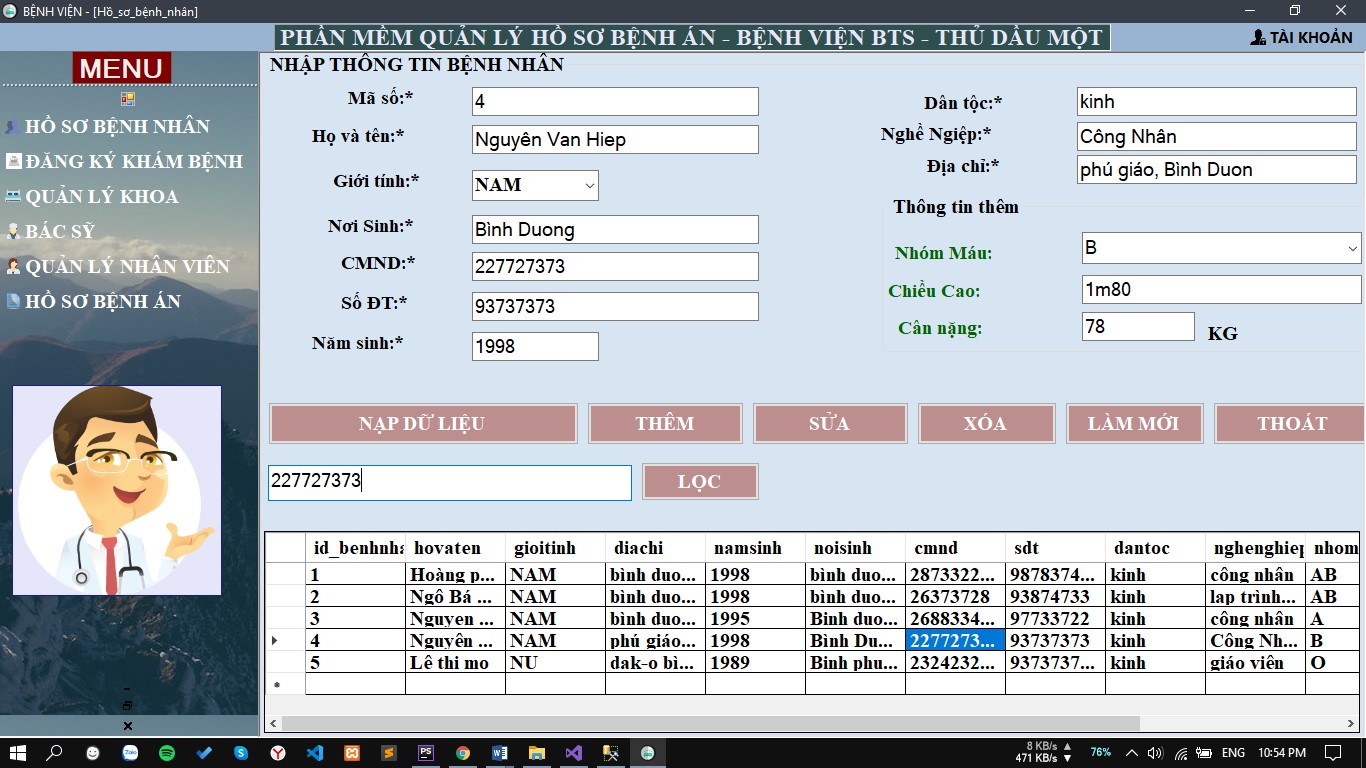 BỆNH VIỆN - [Hồ_sơ_bệnh_nhân]
PHẦN MỀM QUẢN LÝ HỒ SƠ BỆNH ÁN - BỆNH VIỆN BTS - THỦ DẦU MỘT
TÀI KHOẢN
MENU
HỒ SƠ BỆNH NHÂN
ĐĂNG KÝ KHÁM BỆNH
QUẢN LÝ KHOA
BÁC SỸ
QUẢN LÝ NHÂN VIÊN
HỒ SƠ BỆNH ÁN
NHẬP THÔNG TIN BỆNH NHÂN
Mã số:* 4
Họ và tên:* Nguyên Van Hiep
Giới tính:* NAM
Nơi Sinh:* Bình Duong
CMND:* 227727373
Số ĐT:* 93737373
Năm sinh:* 1998
Dân tộc:* kinh
Nghề Ngiệp:* Công Nhân
Địa chỉ:* phú giáo, Bình Duon
Thông tin thêm
Nhóm Máu: B
Chiều Cao: 1m80
Cân nặng: 78 KG
NẠP DỮ LIỆU THÊM SỬA XÓA LÀM MỚI THOÁT
227727373 LỌC
id_benhnha hovaten gioitinh diachi namsinh noisinh cmnd sdt dantoc nghenghiep nhom
1 Hoàng p... NAM bình duo... 1998 bình duo... 2873322... 9878374... kinh công nhân AB
2 Ngô Bá ... NAM bình duo... 1998 bình duo... 26373728 93874733 kinh lap trình... AB
3 Nguyen ... NAM bình duo... 1995 Binh duo... 2688334... 97733722 kinh công nhân A
4 Nguyên ... NAM phú giáo... 1998 Bình Du... 2277273... 93737373 kinh Công Nh... B
5 Lê thi mo NU dak-o bì... 1989 Binh phu... 2324232... 9373737... kinh giáo viên O
8 KB/s
471 KB/s
76%
ENG
10:54 PM